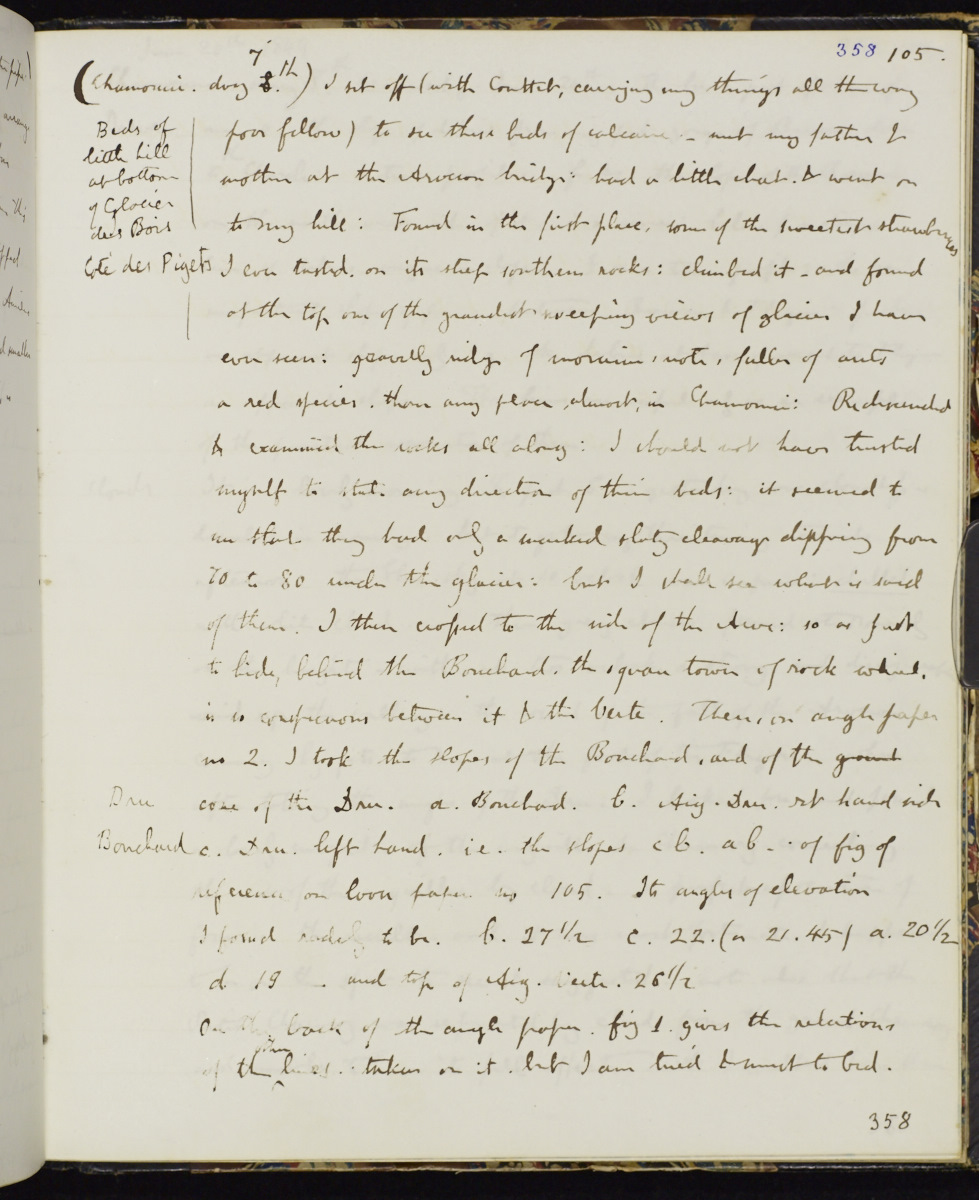 358 105.
(Chamouni. day 8. 7th) I set off (with Couttet, carrying my things all the way
Beds of
little hill
at bottom
of Glacier
des Bois
Coté des Pigets
poor fellow) to see these beds of calcaire - met my father &
mother at the Arveron bridge: had a little chat. & went on
to my hill: Found in the first place, some of the sweetest strawberries
I ever tasted. on its steep southern rocks: climbed it - and found
at the top one of the grandest sweeping views of glacier I have
ever seen: gravelly ridge of moraine, note, fuller of ants
a red species. than any place, almost, in Chamouni: Redescended
& examined the rocks all along: I should not have trusted
myself to state any direction of their beds: it seemed to
me that they had only a marked slaty cleavage dipping from
70 to 80 under the glacier: but I shall see what is said
of them. I then crossed to the side of the Arve: so as just
to hide, behind the Bouchard, the square tower of rock which
is so conspicuous between it & the Verte. Then, on angle paper
no 2. I took the slopes of the Bouchard, and of the ground
Dru
Bouchard
cone of the Dru. a. Bouchard. b. Aig. Dru. rt hand side
c. Dru. left hand. i.e. the slopes c b. a b - . of fig of
reference on loose paper no 105. Its angles of elevation
I found rudely to be. b. 27 1/2 c. 22. (or 21.45) a. 20 1/2
d 19 . and top of Aig. Verte. 26 1/2
On the back of the angle paper. fig 1. gives the relations
of the lines. taken on it. but I am tired & must to bed.
358